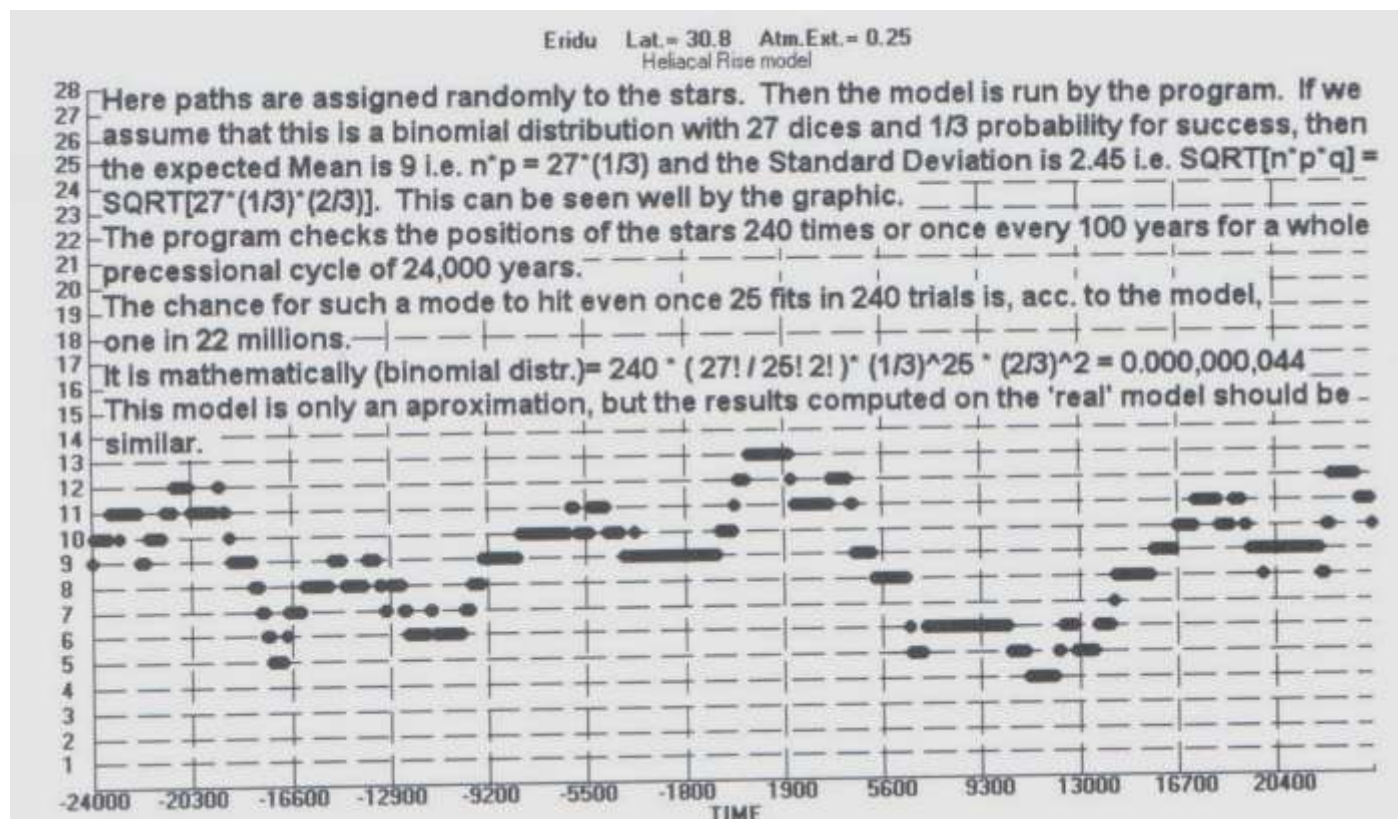 Eridu Lat.= 30.8 Atm.Ext.= 0.25
Heliacal Rise model
28
27
26
25
24
23
22
21
20
19
18
17
16
15
14
13
12
11
10
9
8
7
6
5
4
3
2
1
Here paths are assigned randomly to the stars. Then the model is run by the program. If we
assume that this is a binomial distribution with 27 dices and 1/3 probability for success, then
the expected Mean is 9 i.e. n*p = 27*(1/3) and the Standard Deviation is 2.45 i.e. SQRT[n*p*q] =
SQRT[27*(1/3)*(2/3)]. This can be seen well by the graphic.
The program checks the positions of the stars 240 times or once every 100 years for a whole
precessional cycle of 24,000 years.
The chance for such a mode to hit even once 25 fits in 240 trials is, acc. to the model,
one in 22 millions.
It is mathematically (binomial distr.)= 240 * ( 27! / 25! 2! )* (1/3)^25 * (2/3)^2 = 0.000,000,044
This model is only an aproximation, but the results computed on the 'real' model should be
similar.
-24000 -20300 -16600 -12900 -9200 -5500 -1800 1900 5600 9300 13000 16700 20400
TIME